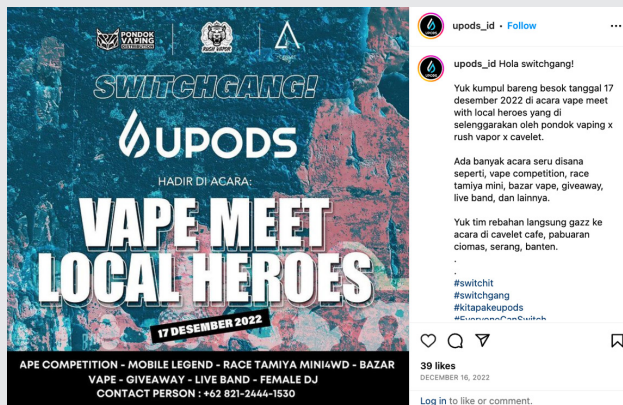 PONDOK
VAPING
DISTRIBUTION
RUSH VAPOR
SWITCHGANG!
UPODS
HADIR DI ACARA:
VAPE MEET
LOCAL HEROES
17 DESEMBER 2022
APE COMPETITION - MOBILE LEGEND - RACE TAMIYA MINI4WD - BAZAR
VAPE - GIVEAWAY - LIVE BAND - FEMALE DJ
CONTACT PERSON : +62 821-2444-1530
upods_id • Follow
upods_id Hola switchgang!
Yuk kumpul bareng besok tanggal 17
desember 2022 di acara vape meet
with local heroes yang di
selenggarakan oleh pondok vaping x
rush vapor x cavelet.
Ada banyak acara seru disana
seperti, vape competition, race
tamiya mini, bazar vape, giveaway,
live band, dan lainnya.
Yuk tim rebahan langsung gazz ke
acara di cavelet cafe, pabuaran
ciomas, serang, banten.
.
.
#switchit
#switchgang
#kitapakeupods
#EveryoneCanSwitch
39 likes
DECEMBER 16, 2022
Log in to like or comment.